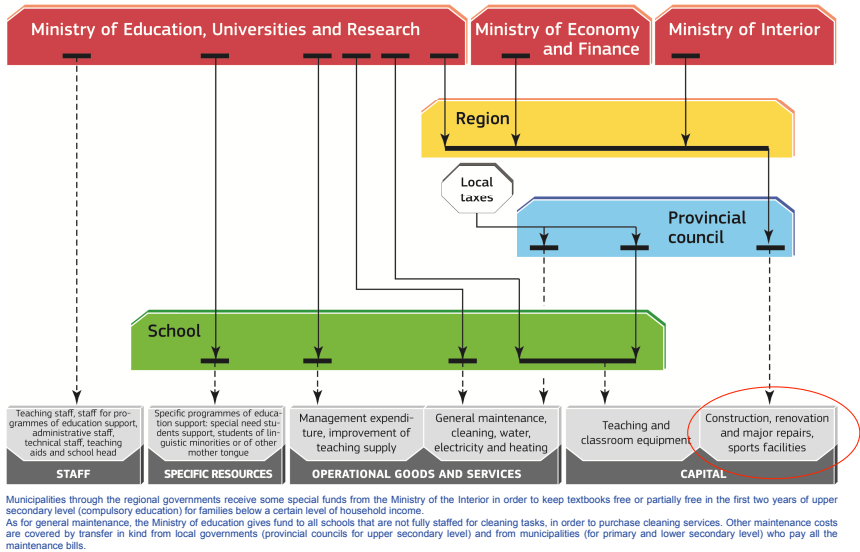 Ministry of Education, Universities and Research
Ministry of Economy
and Finance
Ministry of Interior
Region
Local
taxes
Provincial
council
School
Teaching staff, staff for pro-
grammes of education support,
administrative staff,
technical staff, teaching
aids and school head
STAFF
Specific programmes of educa-
tion support: special need stu-
dents support, students of lin-
guistic minorities or of other
mother tongue
SPECIFIC RESOURCES
Management expendi-
ture, improvement of
teaching supply
General maintenance,
cleaning, water,
electricity and heating
OPERATIONAL GOODS AND SERVICES
Teaching and
classroom equipment
Construction, renovation
and major repairs,
sports facilities
CAPITAL
Municipalities through the regional governments receive some special funds from the Ministry of the Interior in order to keep textbooks free or partially free in the first two years of upper
secondary level (compulsory education) for families below a certain level of household income.
As for general maintenance, the Ministry of education gives fund to all schools that are not fully staffed for cleaning tasks, in order to purchase cleaning services. Other maintenance costs
are covered by transfer in kind from local governments (provincial councils for upper secondary level) and from municipalities (for primary and lower secondary level) who pay all the
maintenance bills.